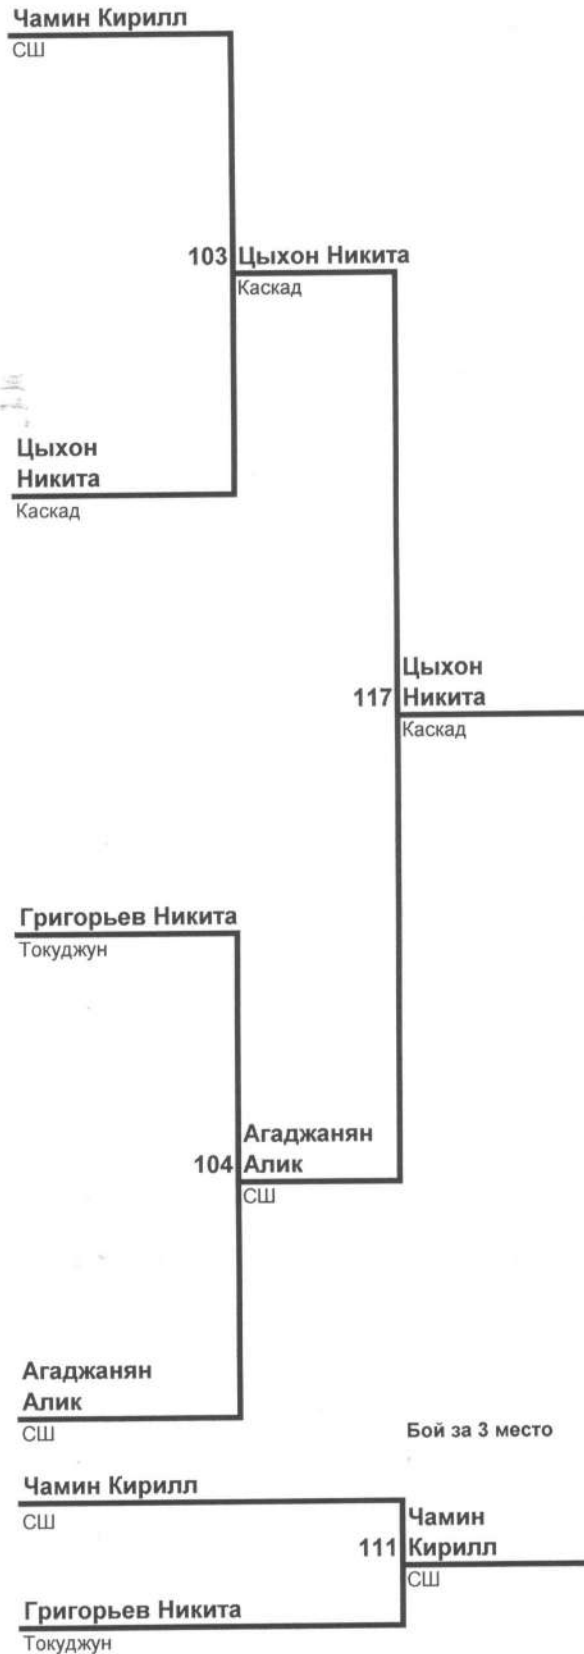 Чамин Кирилл
СШ
103 Цыхон Никита
Каскад
Цыхон
Никита
Каскад
Цыхон
117 Никита
Каскад
Григорьев Никита
Токуджун
Агаджанян
104 Алик
СШ
Агаджанян
Алик
СШ
Бой за 3 место
Чамин Кирилл
СШ
Чамин
111 Кирилл
СШ
Григорьев Никита
Токуджун